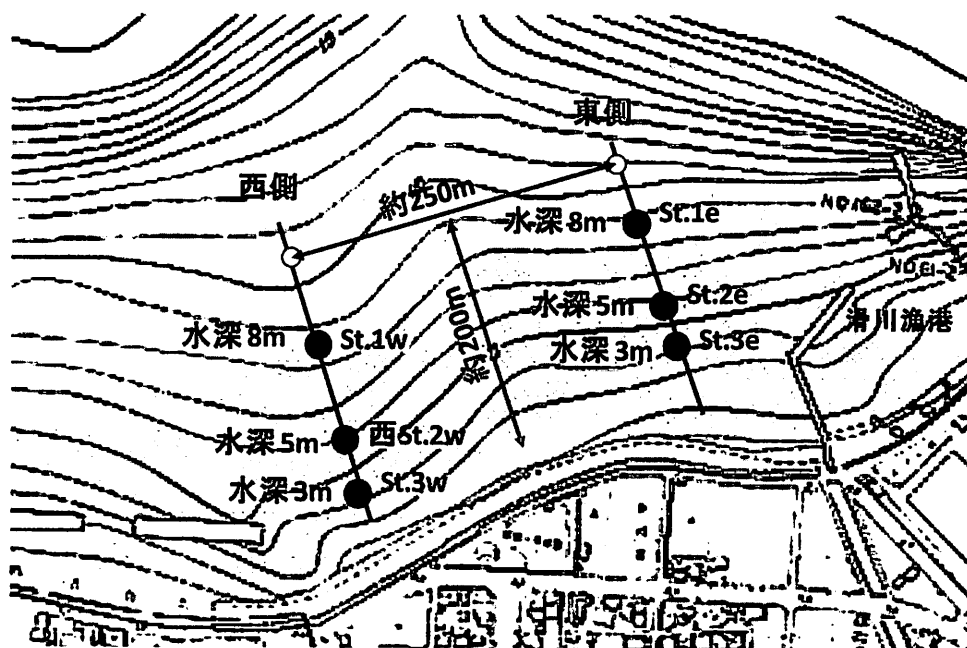 東側
西側
約250m
水深8m
St.1e
約200m
水深5m
St.2e
滑川漁港
水深3m
St.3e
水深8m
St.1w
水深5m
西St.2w
水深3m
St.3w